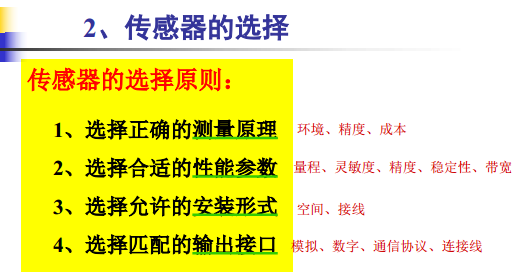 2、传感器的选择
传感器的选择原则：
1、选择正确的测量原理 环境、精度、成本
2、选择合适的性能参数 量程、灵敏度、精度、稳定性、带宽
3、选择允许的安装形式 空间、接线
4、选择匹配的输出接口 模拟、数字、通信协议、连接线